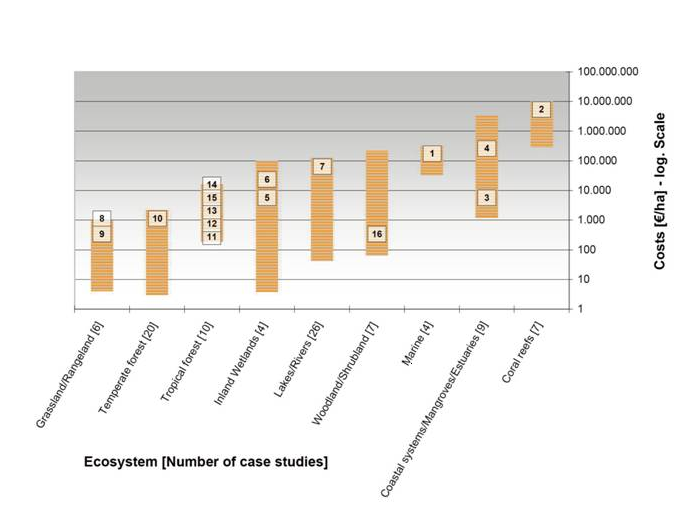 100.000.000
10.000.000
1.000.000
100.000
10.000
1.000
100
10
1
Costs [€/ha] - log. Scale
8
9
10
14
15
13
12
11
6
5
7
16
1
4
3
2
Grassland/Rangeland [6]
Temperate forest [20]
Tropical forest [10]
Inland Wetlands [4]
Lakes/Rivers [26]
Woodland/Shrubland [7]
Marine [4]
Coastal systems/Mangroves/Estuaries [9]
Coral reefs [7]
Ecosystem [Number of case studies]